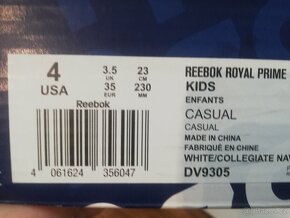 4
USA
3.5 23
UK CM
35 230
EUR MM
Reebok
4 061624 356047
REEBOK ROYAL PRIME
KIDS
ENFANTS
CASUAL
CASUAL
MADE IN CHINA
FABRIQUÉ EN CHINE
WHITE/COLLEGIATE NA
DV9305